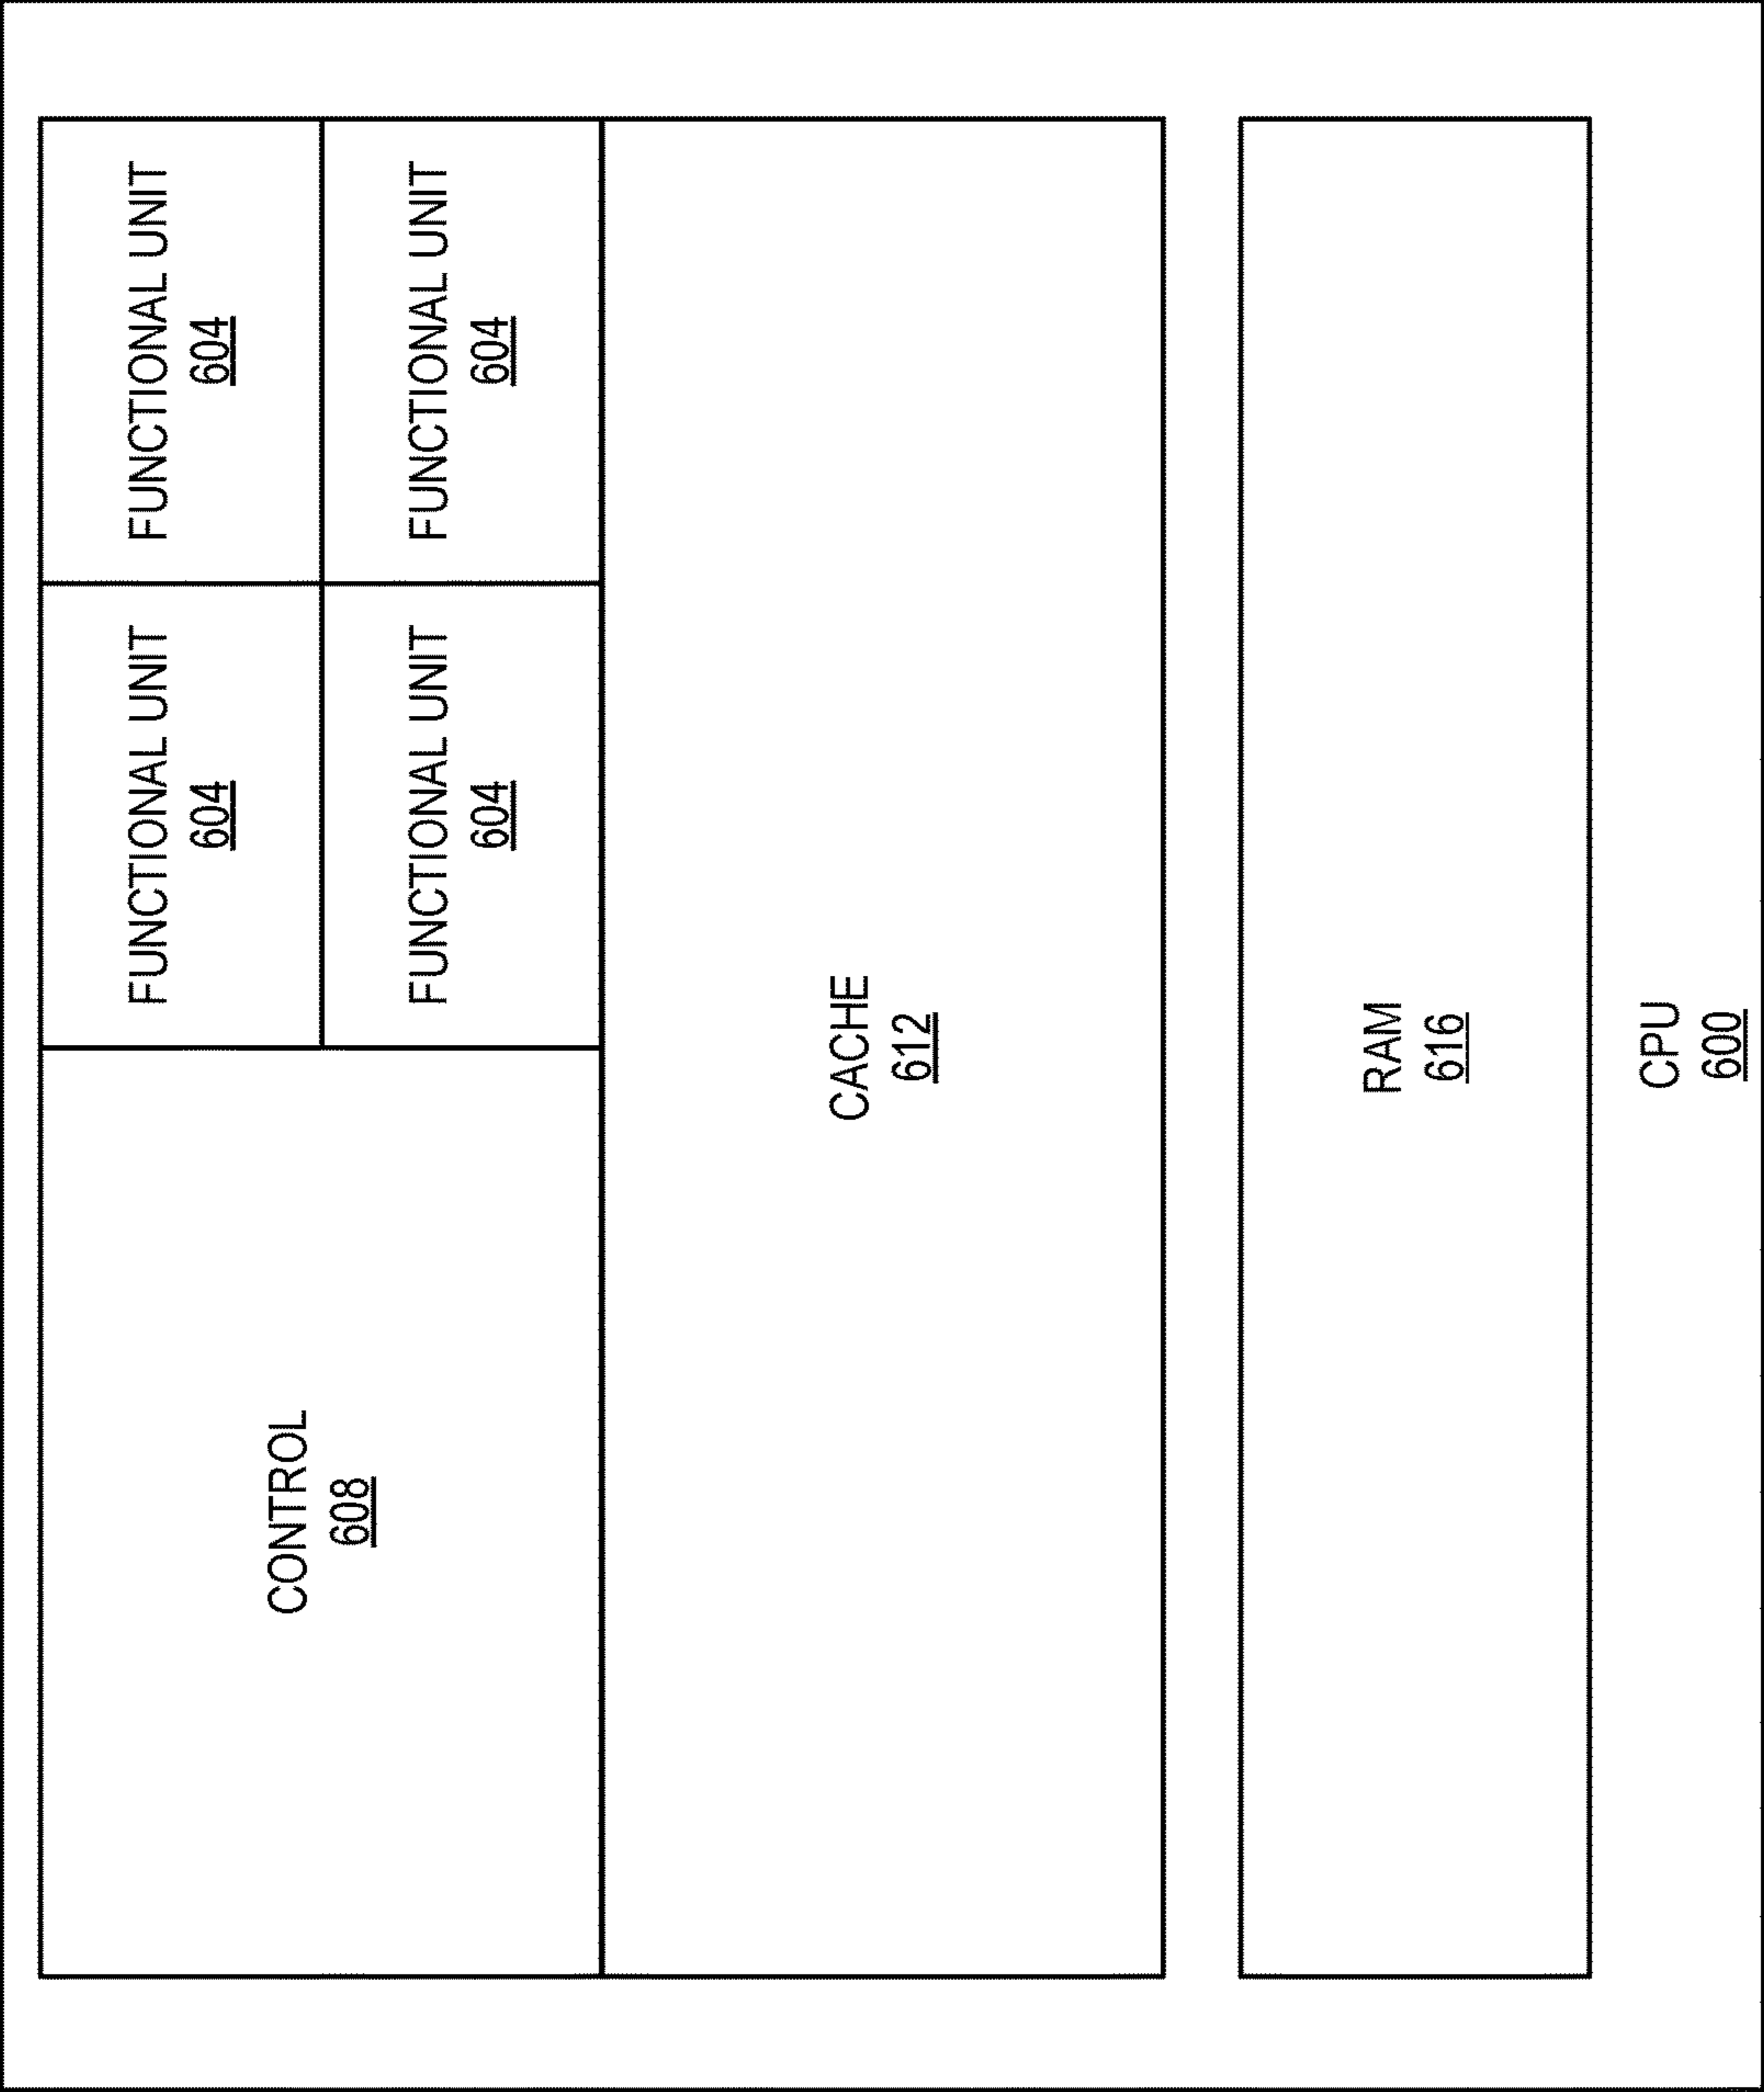 CONTROL
608
FUNCTIONAL UNIT
604
FUNCTIONAL UNIT
604
FUNCTIONAL UNIT
604
FUNCTIONAL UNIT
604
CACHE
612
RAM
616
CPU
600